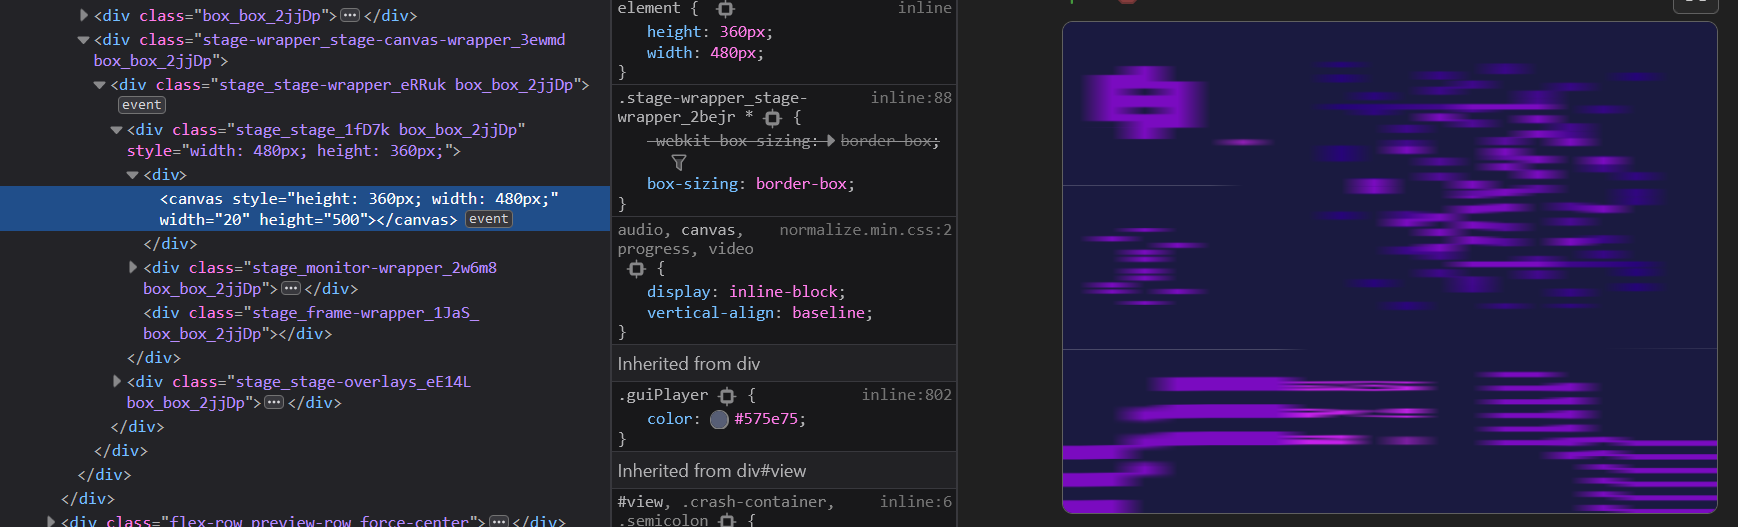 <div class="box_box_2jjDp">⋯</div>
<div class="stage-wrapper_stage-canvas-wrapper_3ewmd
box_box_2jjDp">
<div class="stage_stage-wrapper_eRRuk box_box_2jjDp">
event
<div class="stage_stage_1fD7k box_box_2jjDp"
style="width: 480px; height: 360px;">
<div>
<canvas style="height: 360px; width: 480px;"
width="20" height="500"></canvas> event
</div>
<div class="stage_monitor-wrapper_2w6m8
box_box_2jjDp">⋯</div>
<div class="stage_frame-wrapper_1JaS_
box_box_2jjDp"></div>
</div>
<div class="stage_stage-overlays_eE14L
box_box_2jjDp">⋯</div>
</div>
</div>
</div>
</div>
<div class="flex-row preview-row force-center">⋯</div>
element { inline
height: 360px;
width: 480px;
}
.stage-wrapper_stage- inline:88
wrapper_2bejr * {
-webkit-box-sizing: border-box;
box-sizing: border-box;
}
audio, canvas, normalize.min.css:2
progress, video
{
display: inline-block;
vertical-align: baseline;
}
Inherited from div
.guiPlayer { inline:802
color: #575e75;
}
Inherited from div#view
#view, .crash-container, inline:6
.semicolon {